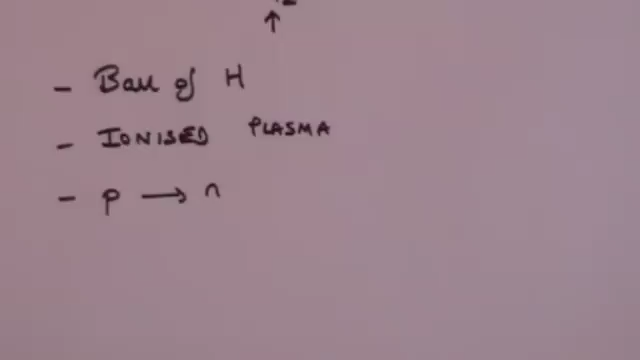 ↑
- Ball of H
- IONISED PLASMA
- p → n